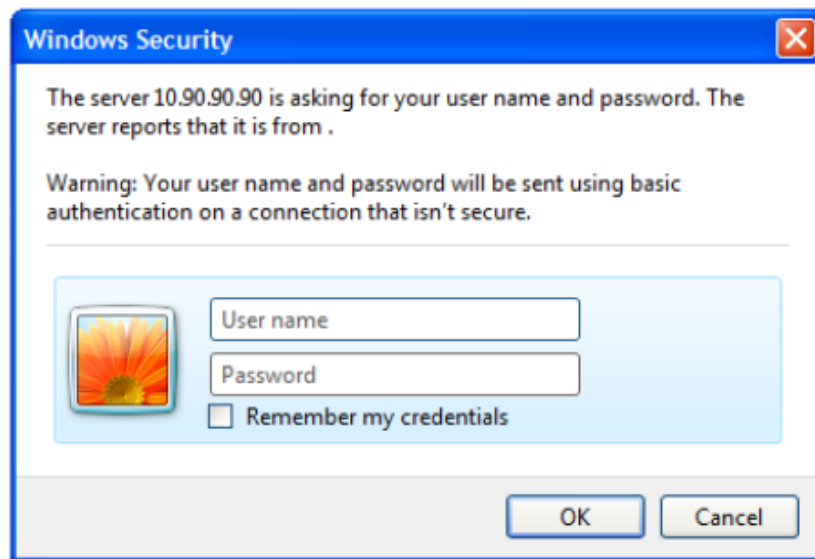 Windows Security
The server 10.90.90.90 is asking for your user name and password. The
server reports that it is from .
Warning: Your user name and password will be sent using basic
authentication on a connection that isn't secure.
User name
Password
Remember my credentials
OK Cancel